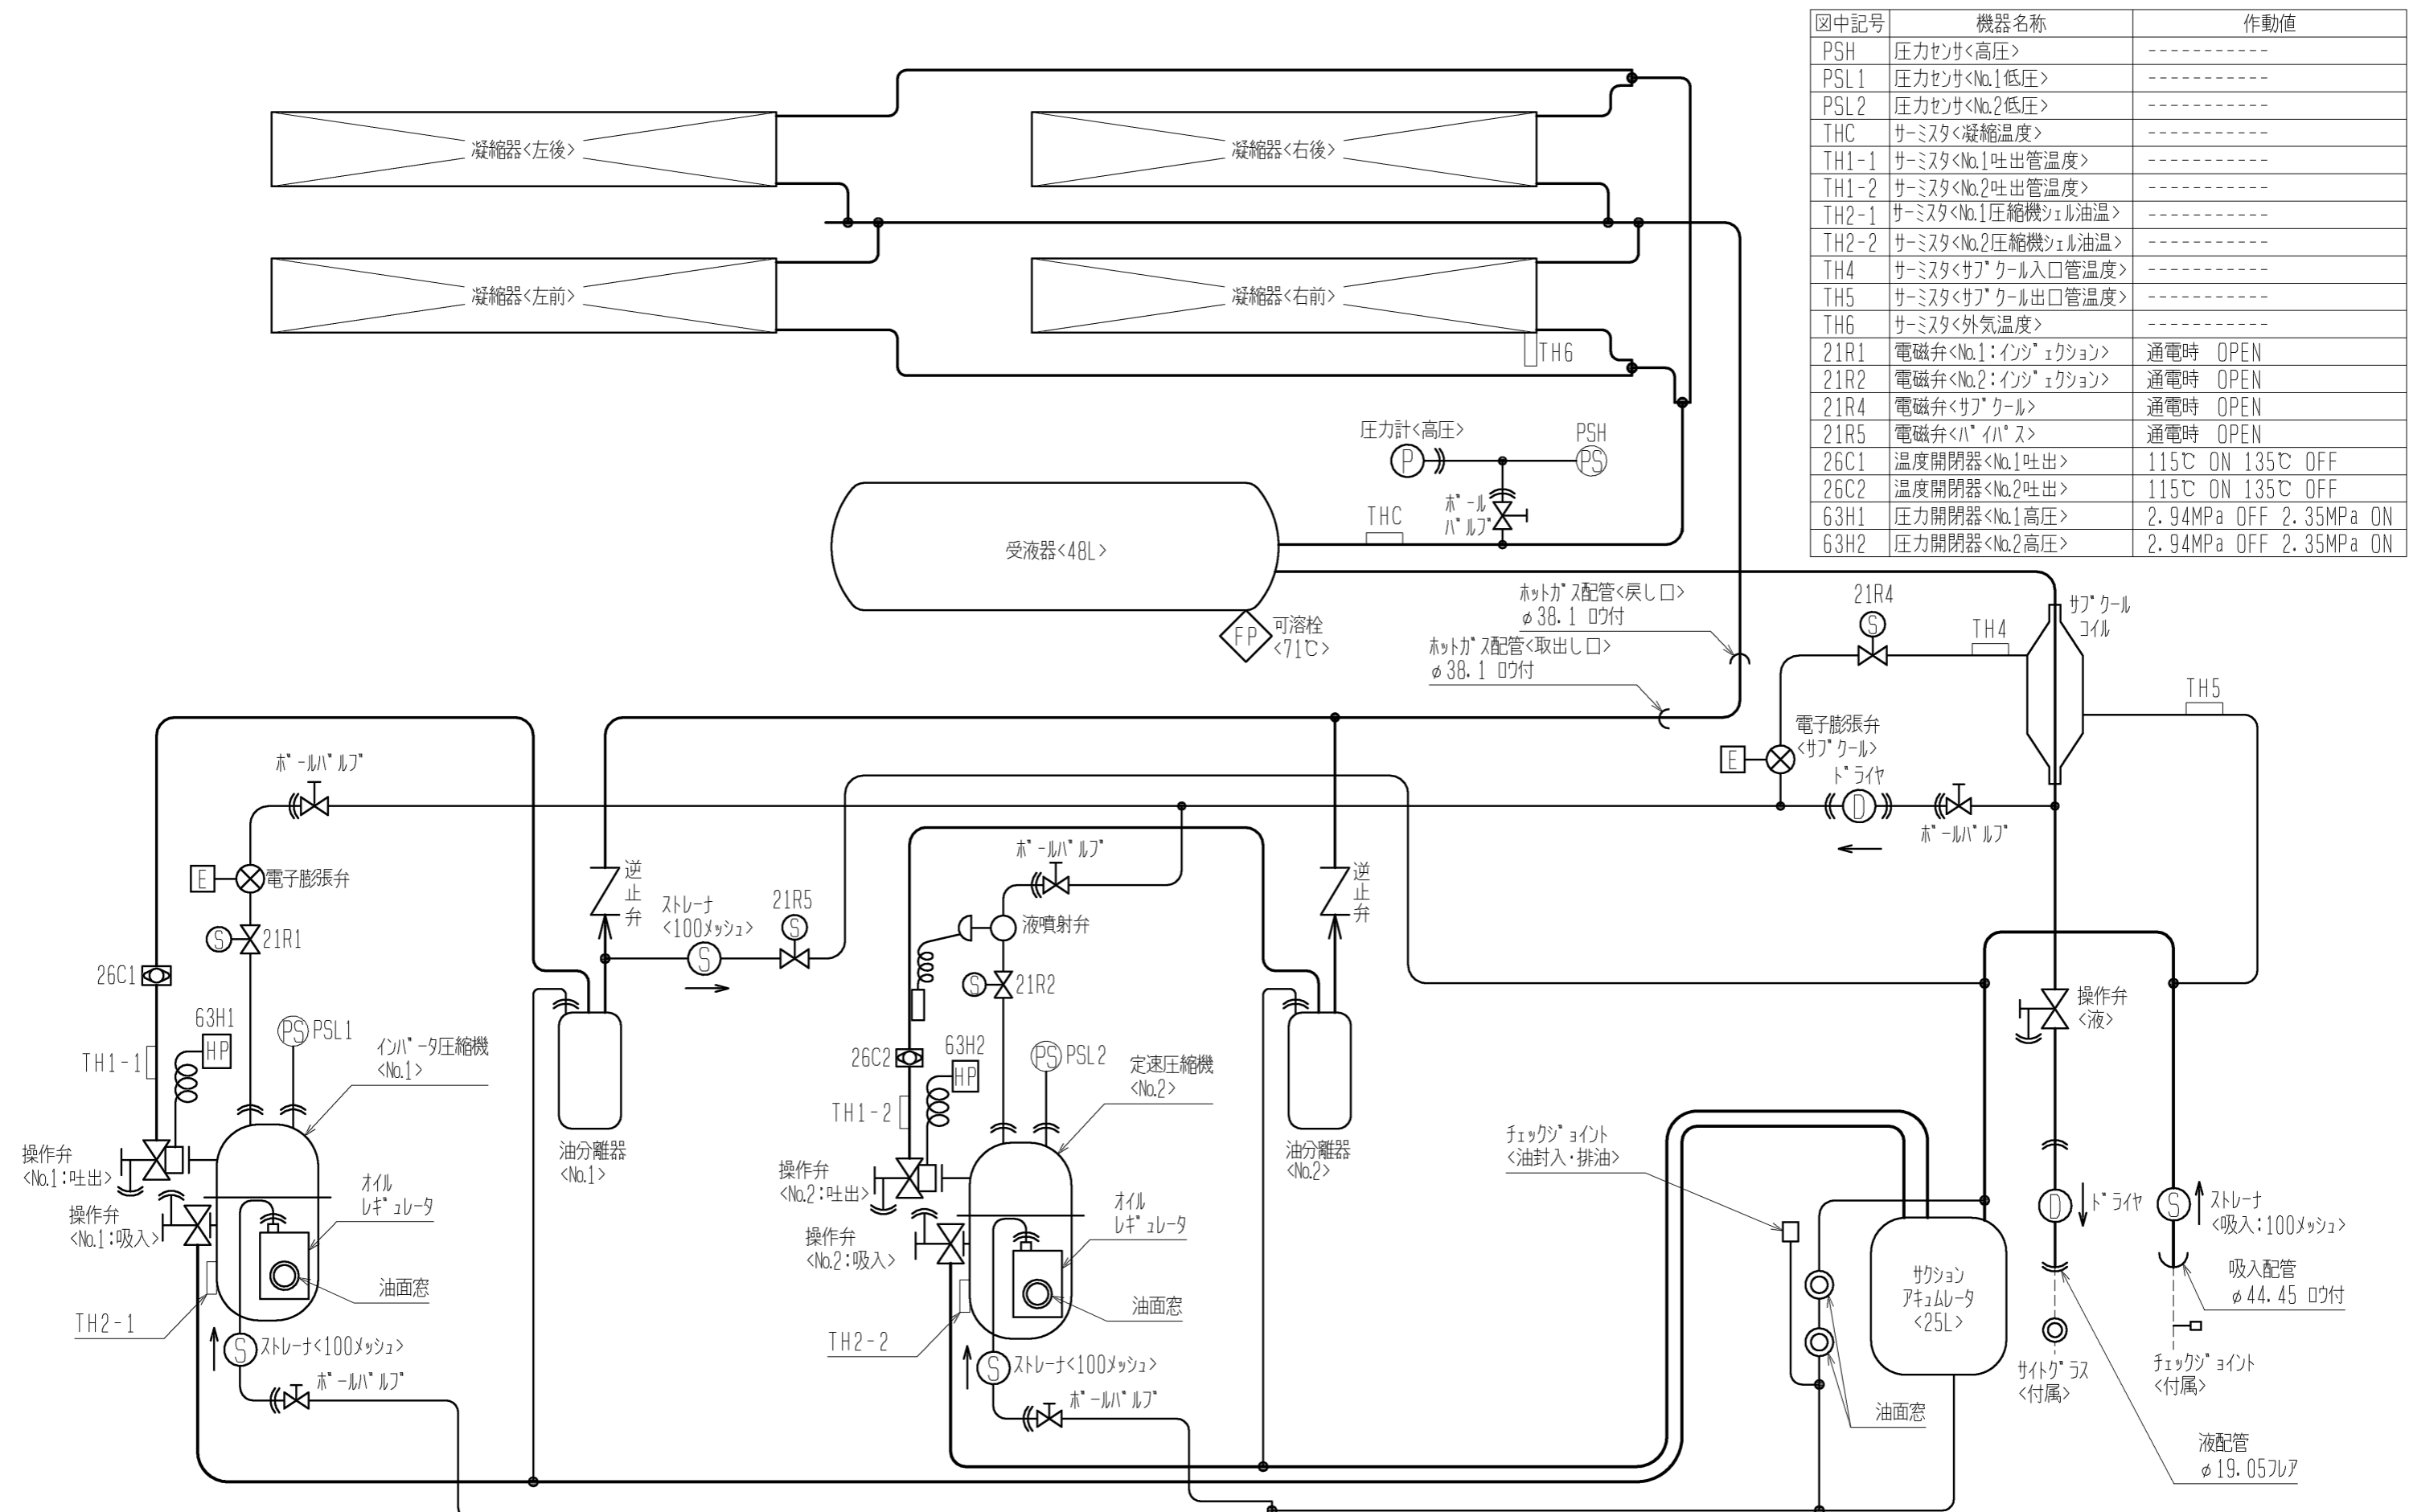 図中記号 機器名称 作動値
PSH 圧力センサ<高圧> -----------
PSL1 圧力センサ<No.1低圧> -----------
PSL2 圧力センサ<No.2低圧> -----------
THC サーミスタ<凝縮温度> -----------
TH1-1 サーミスタ<No.1吐出管温度> -----------
TH1-2 サーミスタ<No.2吐出管温度> -----------
TH2-1 サーミスタ<No.1圧縮機シェル油温> -----------
TH2-2 サーミスタ<No.2圧縮機シェル油温> -----------
TH4 サーミスタ<サブクール入口管温度> -----------
TH5 サーミスタ<サブクール出口管温度> -----------
TH6 サーミスタ<外気温度> -----------
21R1 電磁弁<No.1:インジェクション> 通電時 OPEN
21R2 電磁弁<No.2:インジェクション> 通電時 OPEN
21R4 電磁弁<サブクール> 通電時 OPEN
21R5 電磁弁<バイパス> 通電時 OPEN
26C1 温度開閉器<No.1吐出> 115℃ ON 135℃ OFF
26C2 温度開閉器<No.2吐出> 115℃ ON 135℃ OFF
63H1 圧力開閉器<No.1高圧> 2.94MPa OFF 2.35MPa ON
63H2 圧力開閉器<No.2高圧> 2.94MPa OFF 2.35MPa ON
凝縮器<左後>
凝縮器<右後>
凝縮器<左前>
凝縮器<右前>
TH6
圧力計<高圧>
P
PSH
PS
ボール
バルブ
THC
受液器<48L>
FP
可溶栓
<71℃>
ホットガス配管<戻し口>
φ38.1 ロウ付
ホットガス配管<取出し口>
φ38.1 ロウ付
21R4
S
TH4
サブクール
コイル
TH5
電子膨張弁
<サブクール>
E
ドライヤ
D
ボールバルブ
ボールバルブ
E
電子膨張弁
S
21R1
26C1
63H1
HP
TH1-1
PS
PSL1
インバータ圧縮機
<No.1>
操作弁
<No.1:吐出>
操作弁
<No.1:吸入>
オイル
レギュレータ
油面窓
TH2-1
S
ストレーナ<100メッシュ>
ボールバルブ
逆
止
弁
ストレーナ
<100メッシュ>
S
21R5
S
油分離器
<No.1>
ボールバルブ
液噴射弁
S
21R2
26C2
63H2
HP
TH1-2
PS
PSL2
定速圧縮機
<No.2>
操作弁
<No.2:吐出>
操作弁
<No.2:吸入>
オイル
レギュレータ
油面窓
TH2-2
S
ストレーナ<100メッシュ>
ボールバルブ
逆
止
弁
油分離器
<No.2>
チェックジョイント
<油封入・排油>
油面窓
サクション
アキュムレータ
<25L>
操作弁
<液>
D
ドライヤ
S
ストレーナ
<吸入:100メッシュ>
吸入配管
φ44.45 ロウ付
サイトグラス
<付属>
チェックジョイント
<付属>
液配管
φ19.05フレア